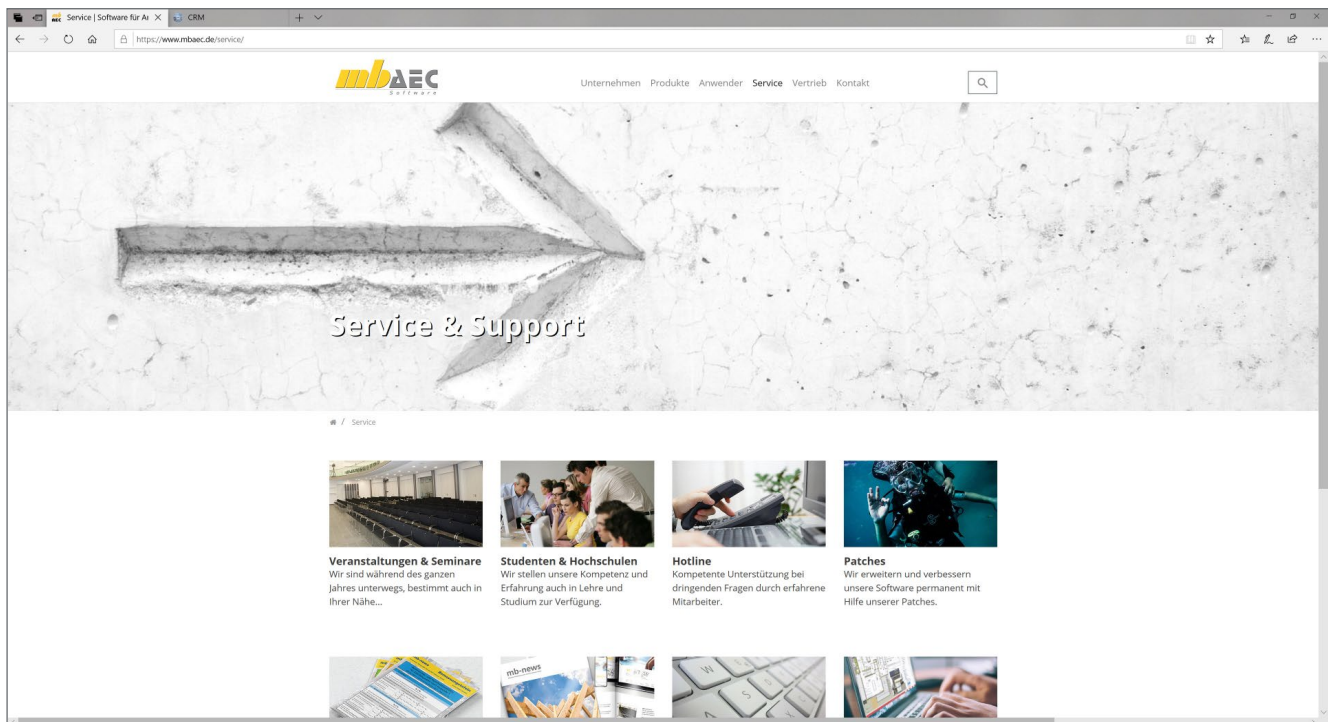 Service | Software für Ar
CRM
https://www.mbaec.de/service/
mbAEC
Software
Unternehmen Produkte Anwender Service Vertrieb Kontakt
Service & Support
/ Service
Veranstaltungen & Seminare
Wir sind während des ganzen
Jahres unterwegs, bestimmt auch in
Ihrer Nähe...
Studenten & Hochschulen
Wir stellen unsere Kompetenz und
Erfahrung auch in Lehre und
Studium zur Verfügung.
Hotline
Kompetente Unterstützung bei
dringenden Fragen durch erfahrene
Mitarbeiter.
Patches
Wir erweitern und verbessern
unsere Software permanent mit
Hilfe unserer Patches.
mb-news
W
S
A